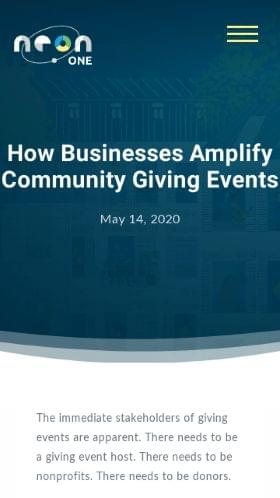 neon
ONE
How Businesses Amplify
Community Giving Events
May 14, 2020
The immediate stakeholders of giving
events are apparent. There needs to be
a giving event host. There needs to be
nonprofits. There needs to be donors.